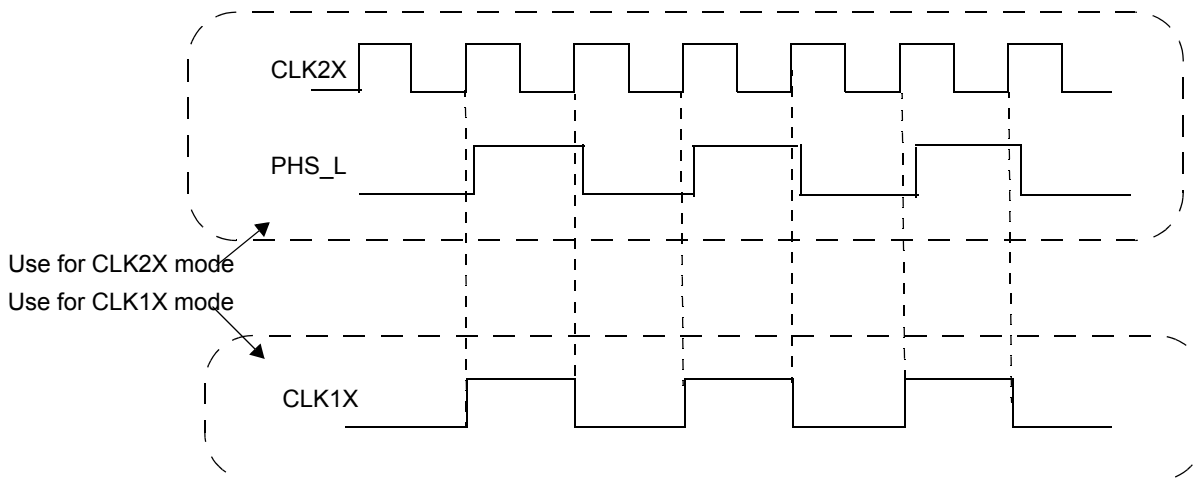 CLK2X
PHS_L
Use for CLK2X mode
Use for CLK1X mode
CLK1X